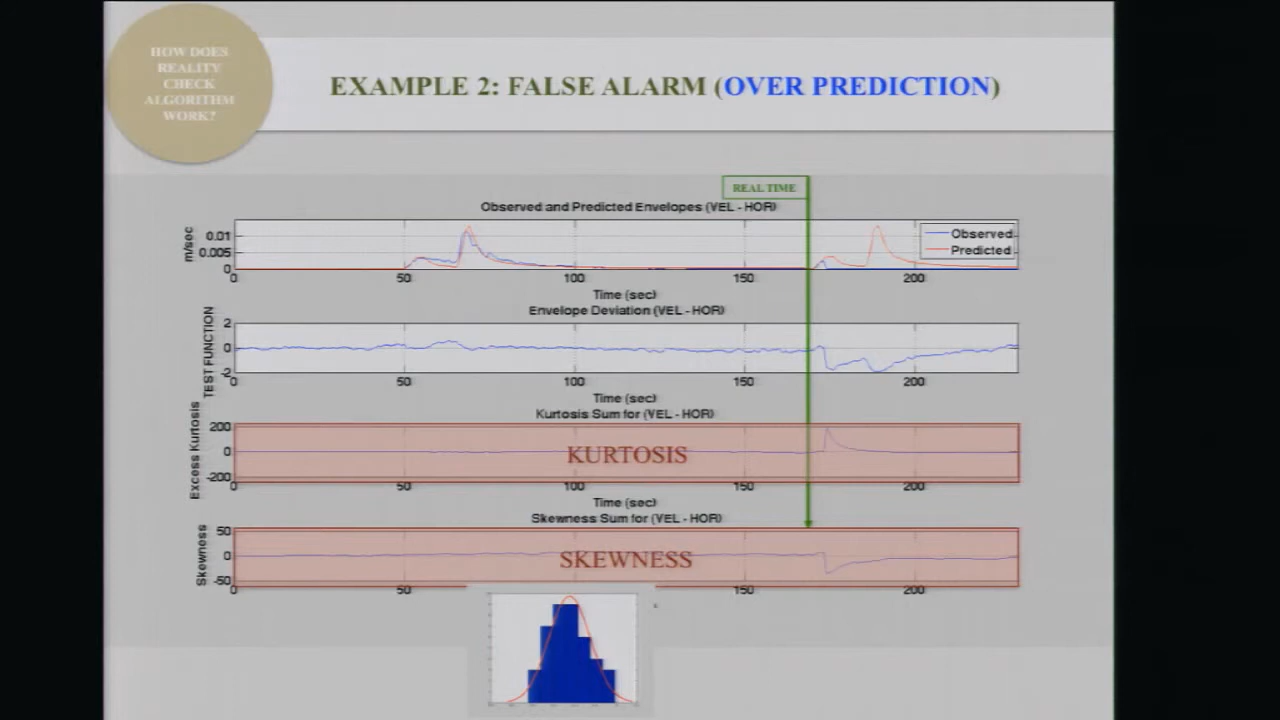 HOW DOES
REALITY
CHECK
ALGORITHM
WORK?
EXAMPLE 2: FALSE ALARM (OVER PREDICTION)
REAL TIME
Observed and Predicted Envelopes (VEL - HOR)
m/sec
0.01
0.005
0
Observed
Predicted
0 50 100 150 200
Time (sec)
Envelope Deviation (VEL - HOR)
TEST FUNCTION
2
0
-2
0 50 100 150 200
Time (sec)
Kurtosis Sum for (VEL - HOR)
Excess Kurtosis
200
0
-200
KURTOSIS
0 50 100 150 200
Time (sec)
Skewness Sum for (VEL - HOR)
Skewness
50
0
-50
SKEWNESS
0 50 100 150 200